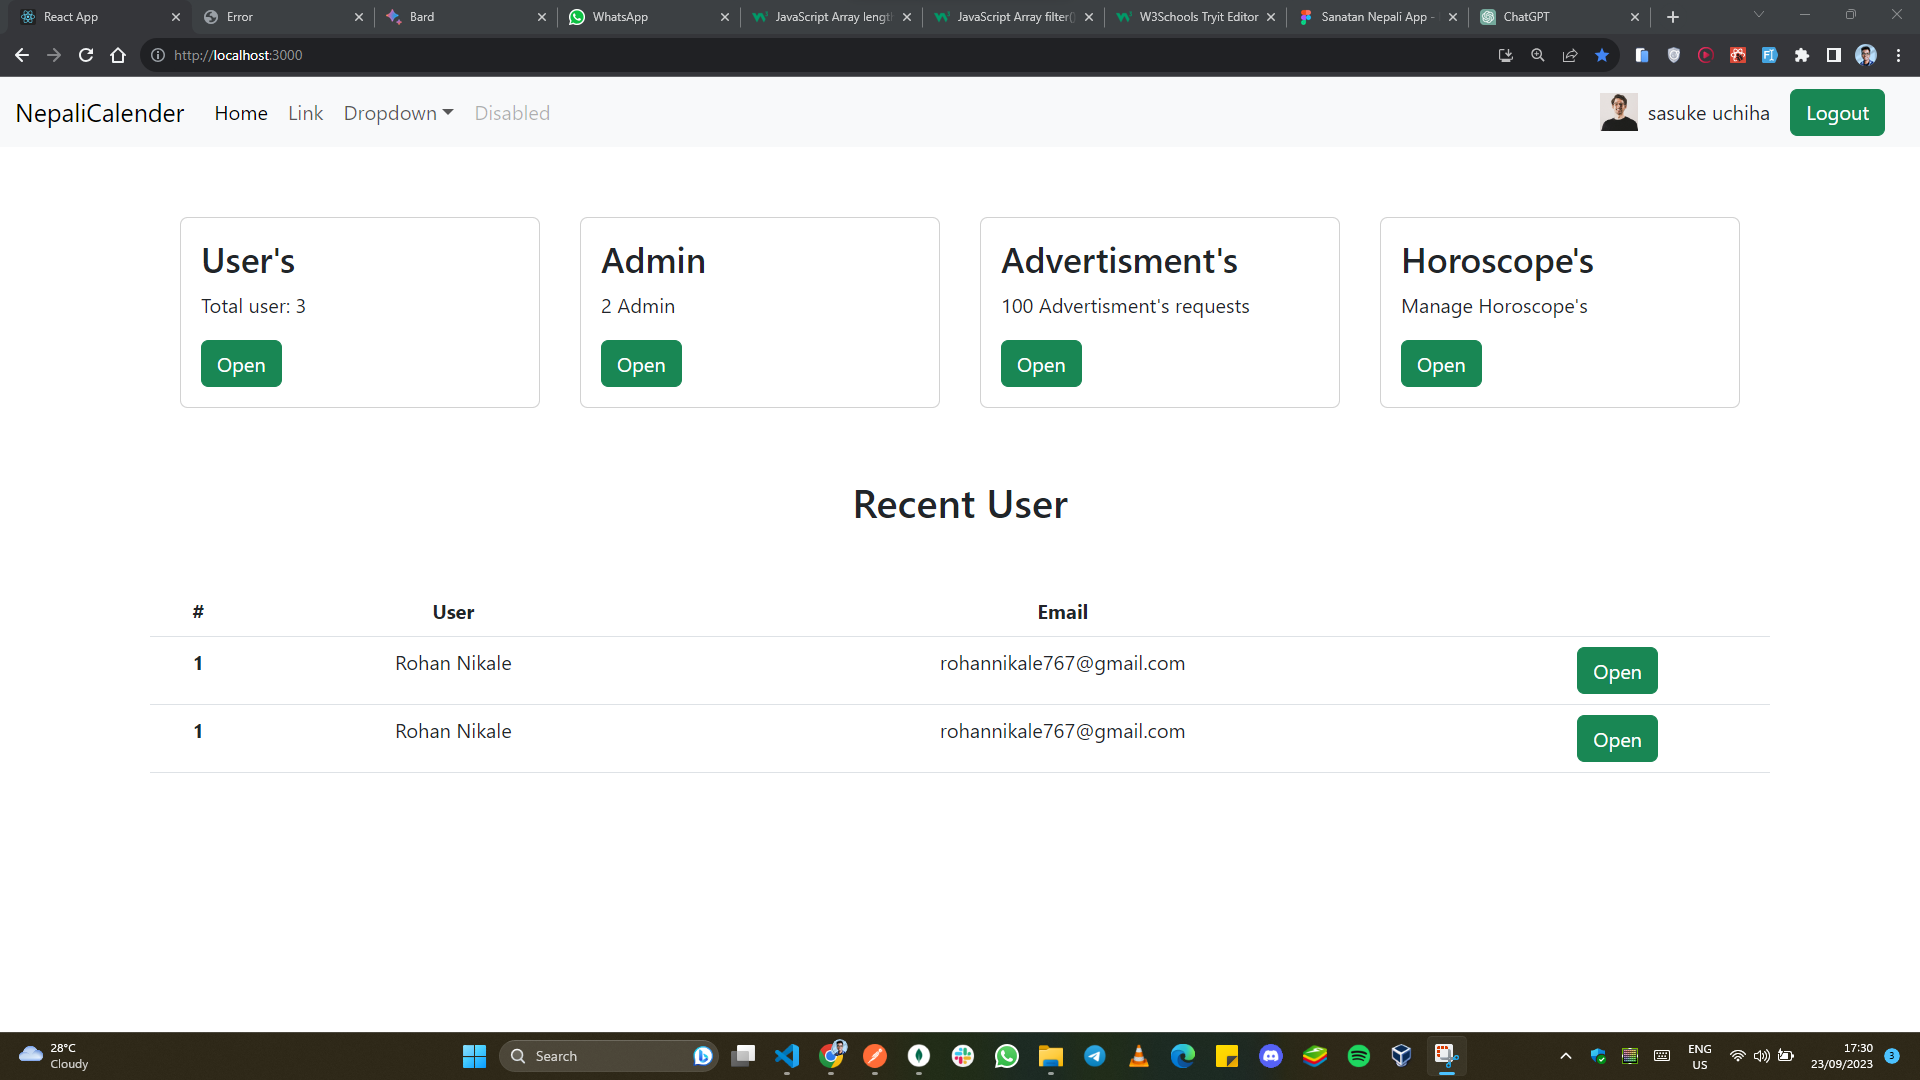 React App
Error
Bard
WhatsApp
JavaScript Array lengt
JavaScript Array filter()
W3Schools Tryit Editor
Sanatan Nepali App -
ChatGPT
http://localhost:3000
NepaliCalender
Home
Link
Dropdown
Disabled
sasuke uchiha
Logout
User's
Total user: 3
Open
Admin
2 Admin
Open
Advertisment's
100 Advertisment's requests
Open
Horoscope's
Manage Horoscope's
Open
Recent User
# User Email
1 Rohan Nikale rohannikale767@gmail.com Open
1 Rohan Nikale rohannikale767@gmail.com Open
28°C
Cloudy
Search
ENG
US
17:30
23/09/2023
3